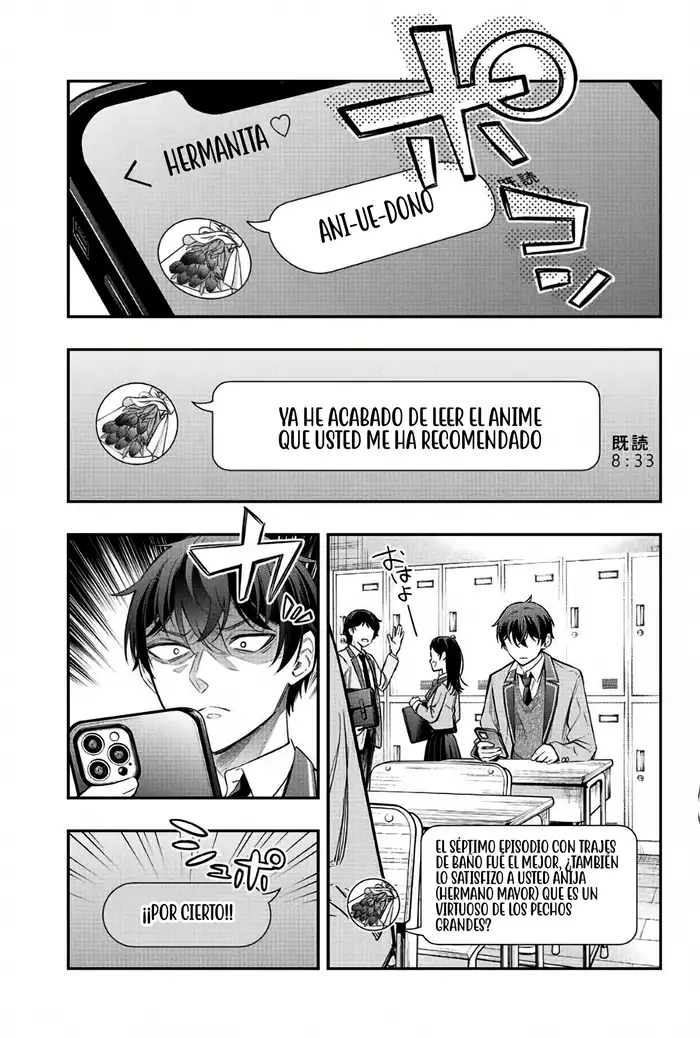 ポコン
< HERMANITA ♡
既読
ANI-UE-DONO
YA HE ACABADO DE LEER EL ANIME
QUE USTED ME HA RECOMENDADO
既読
8:33
カッ
おはよー
EL SÉPTIMO EPISODIO CON TRAJES
DE BAÑO FUÉ EL MEJOR, ¿TAMBIÉN
LO SATISFIZO A USTED ANIJA
(HERMANO MAYOR) QUE ES UN
VIRTUOSO DE LOS PECHOS
GRANDES?
シュポ
¡¡POR CIERTO!!